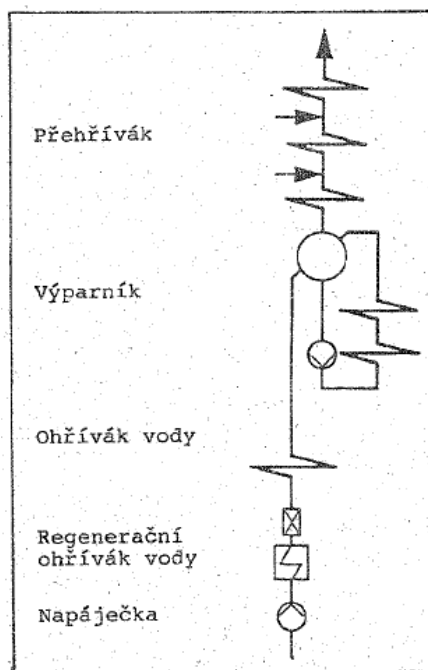 Přehřívák
Výparník
Ohřívák vody
Regenerační
ohřívák vody
Napáječka